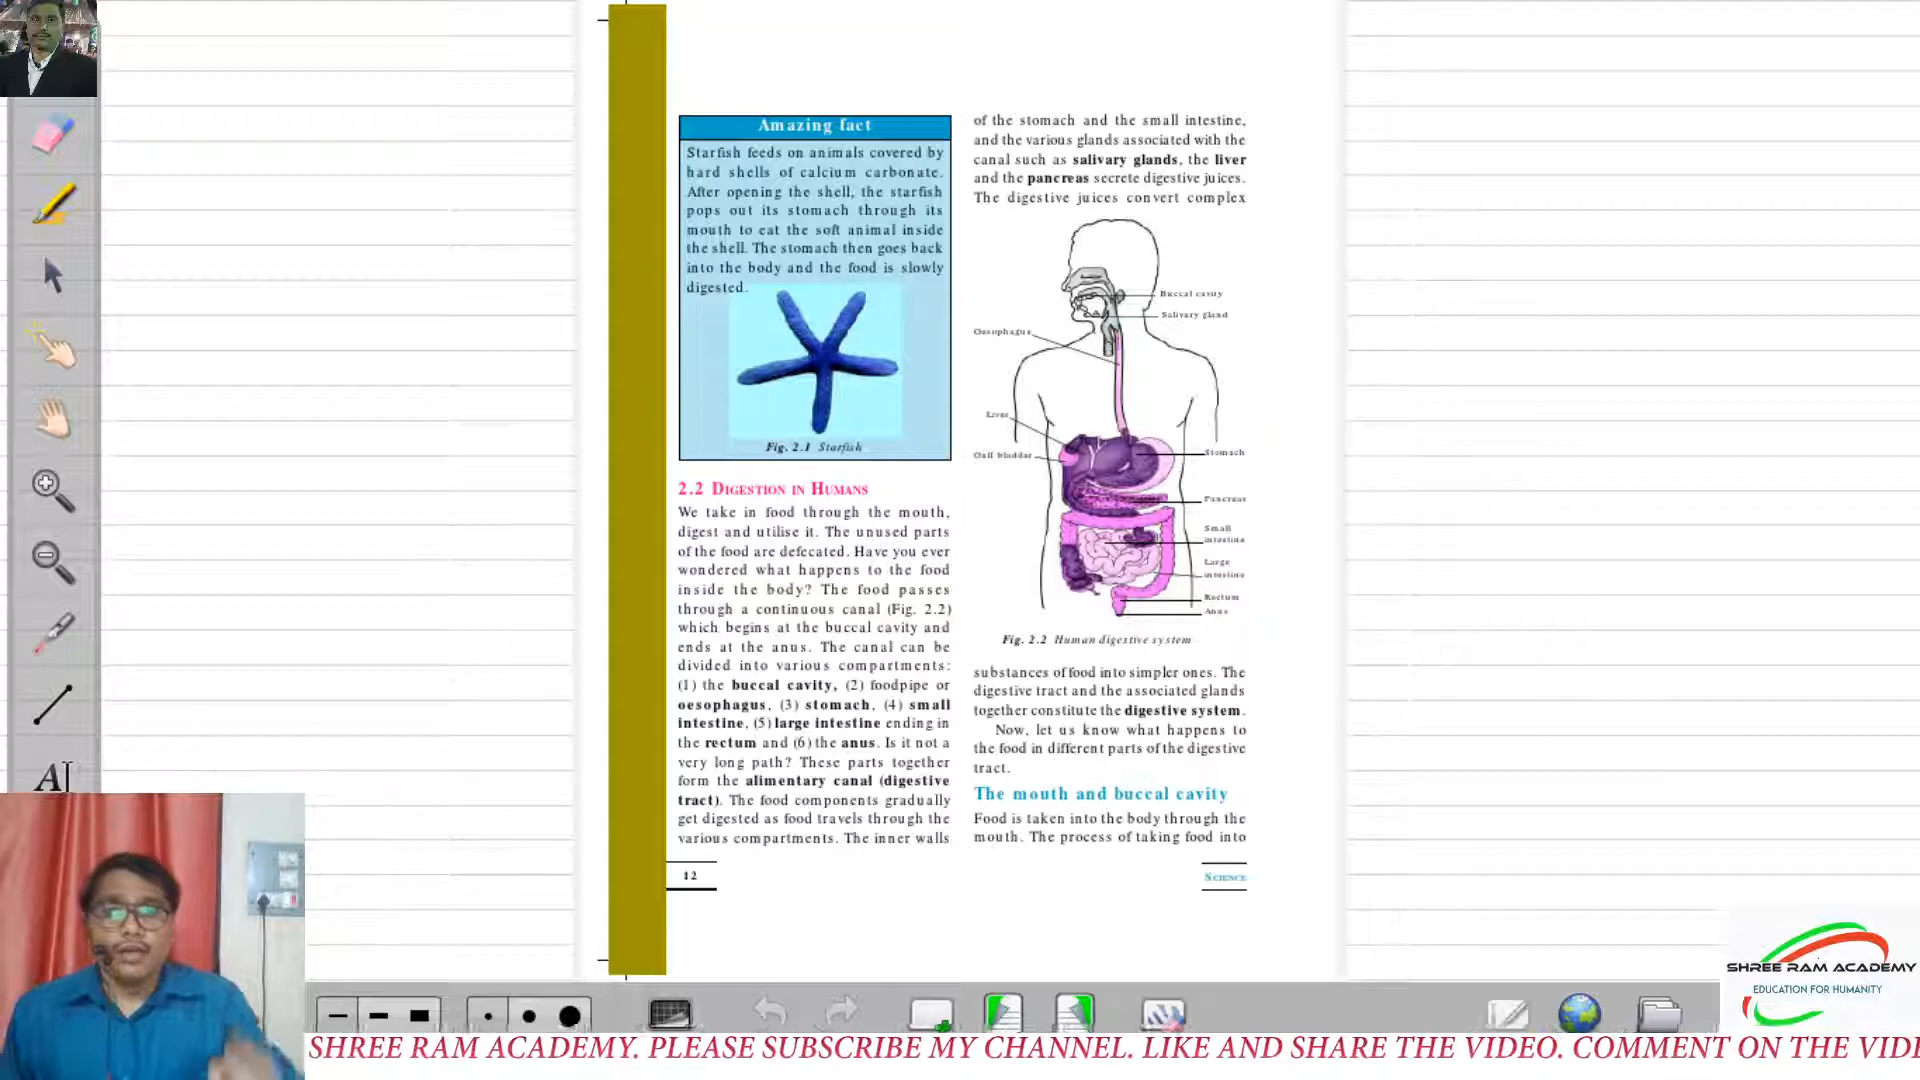 Amazing fact
Starfish feeds on animals covered by
hard shells of calcium carbonate.
After opening the shell, the starfish
pops out its stomach through its
mouth to eat the soft animal inside
the shell. The stomach then goes back
into the body and the food is slowly
digested.
Fig. 2.1 Starfish
2.2 DIGESTION IN HUMANS
We take in food through the mouth,
digest and utilise it. The unused parts
of the food are defecated. Have you ever
wondered what happens to the food
inside the body? The food passes
through a continuous canal (Fig. 2.2)
which begins at the buccal cavity and
ends at the anus. The canal can be
divided into various compartments:
(1) the buccal cavity, (2) foodpipe or
oesophagus, (3) stomach, (4) small
intestine, (5) large intestine ending in
the rectum and (6) the anus. Is it not a
very long path? These parts together
form the alimentary canal (digestive
tract). The food components gradually
get digested as food travels through the
various compartments. The inner walls
12
of the stomach and the small intestine,
and the various glands associated with the
canal such as salivary glands, the liver
and the pancreas secrete digestive juices.
The digestive juices convert complex
Buccal cavity
Salivary gland
Oesophagus
Liver
Gall bladder
Stomach
Pancreas
Small
intestine
Large
intestine
Rectum
Anus
Fig. 2.2 Human digestive system
substances of food into simpler ones. The
digestive tract and the associated glands
together constitute the digestive system.
Now, let us know what happens to
the food in different parts of the digestive
tract.
The mouth and buccal cavity
Food is taken into the body through the
mouth. The process of taking food into
SCIENCE
A
SHREE RAM ACADEMY
EDUCATION FOR HUMANITY
SHREE RAM ACADEMY. PLEASE SUBSCRIBE MY CHANNEL. LIKE AND SHARE THE VIDEO. COMMENT ON THE VIDE